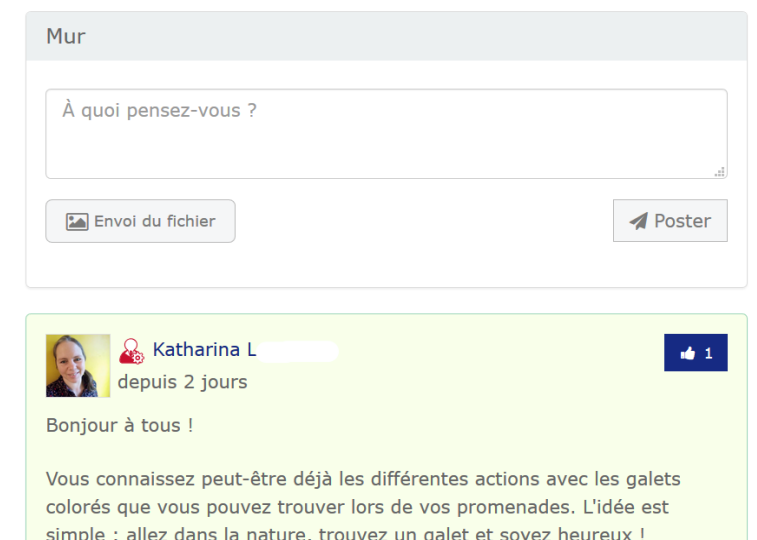 Mur
À quoi pensez-vous ?
Envoi du fichier
Poster
Katharina L
1
depuis 2 jours
Bonjour à tous !
Vous connaissez peut-être déjà les différentes actions avec les galets
colorés que vous pouvez trouver lors de vos promenades. L'idée est
simple : allez dans la nature, trouvez un galet et soyez heureux !